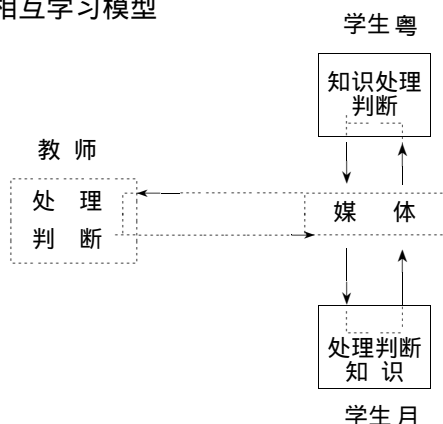 相互学习模型
学生粤
知识处理
判断
教 师
处 理
判 断
媒 体
处理判断
知 识
学生月